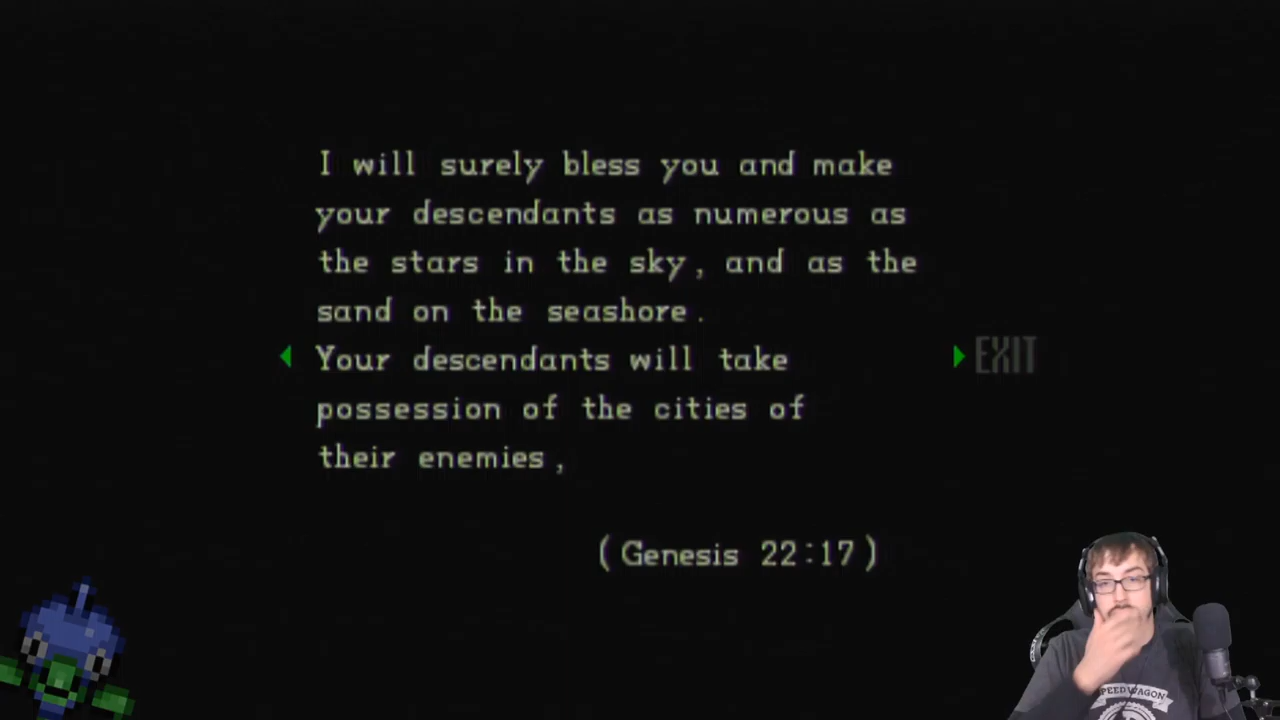 I will surely bless you and make
your descendants as numerous as
the stars in the sky, and as the
sand on the seashore.
Your descendants will take
possession of the cities of
their enemies,
EXIT
(Genesis 22:17)
SPEEDWAGON